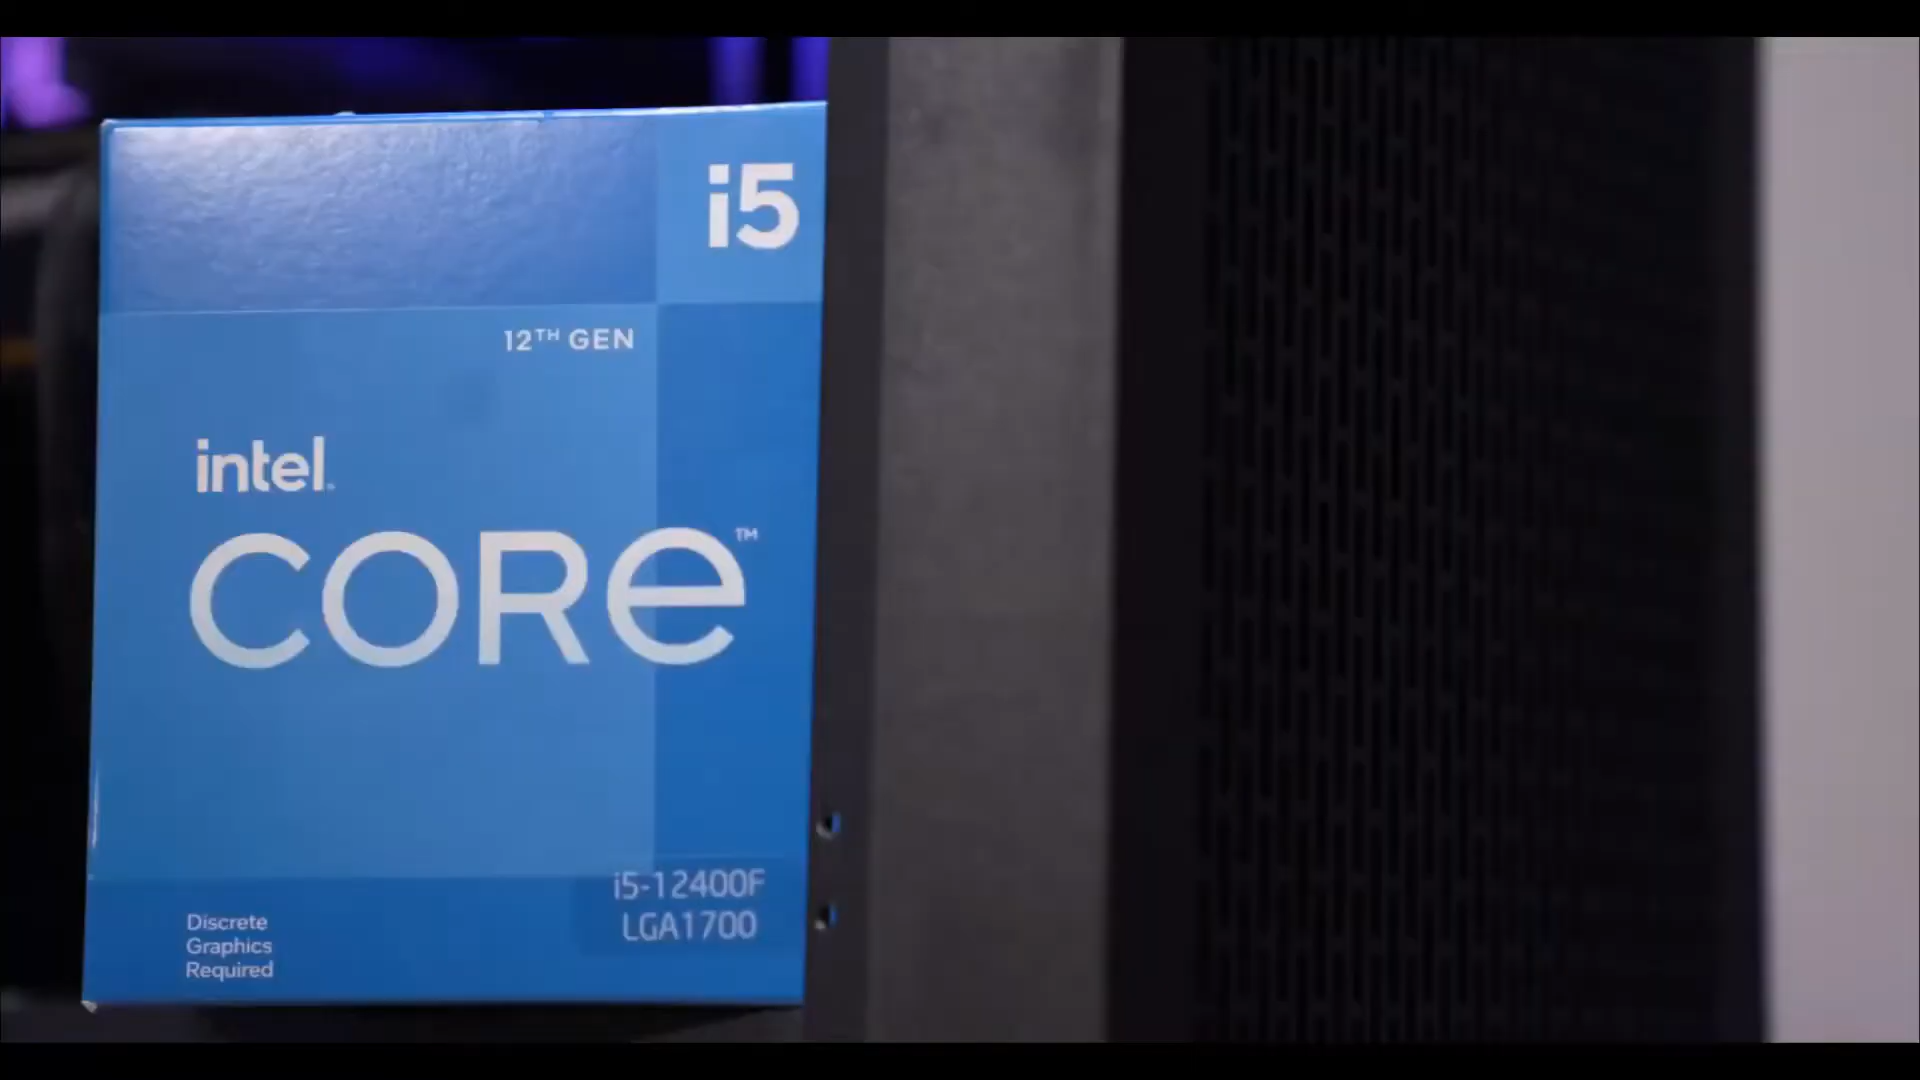 i5
12TH GEN
intel.
CORe™
i5-12400F
LGA1700
Discrete
Graphics
Required